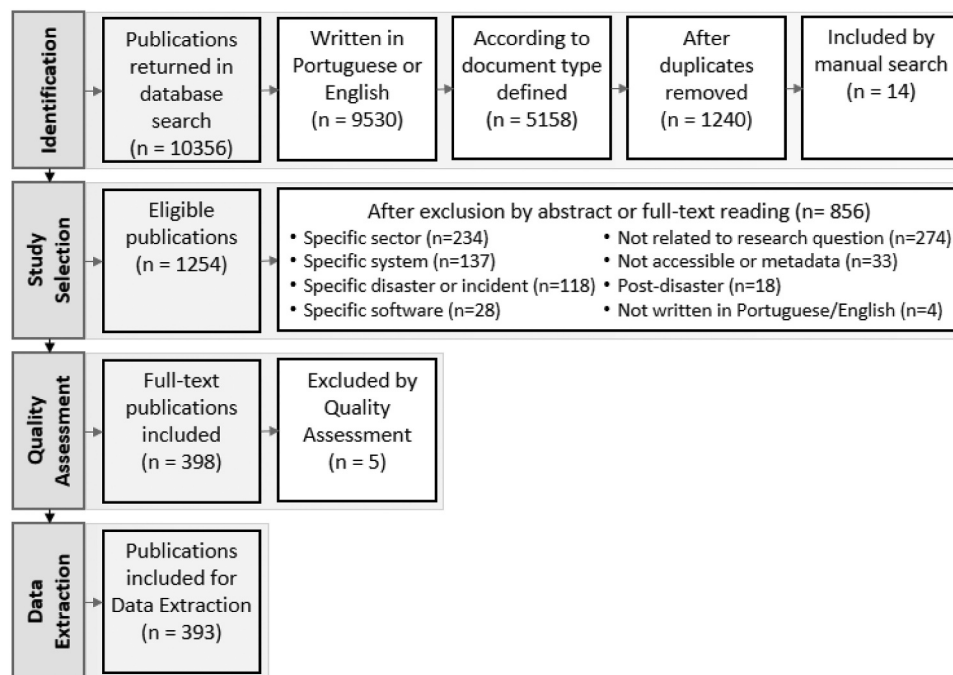 Identification
Publications
returned in
database
search
(n = 10356)
Written in
Portuguese or
English
(n = 9530)
According to
document type
defined
(n = 5158)
After
duplicates
removed
(n = 1240)
Included by
manual search
(n = 14)
Study
Selection
Eligible
publications
(n = 1254)
After exclusion by abstract or full-text reading (n= 856)
• Specific sector (n=234)
• Specific system (n=137)
• Specific disaster or incident (n=118)
• Specific software (n=28)
• Not related to research question (n=274)
• Not accessible or metadata (n=33)
• Post-disaster (n=18)
• Not written in Portuguese/English (n=4)
Quality
Assessment
Full-text
publications
included
(n = 398)
Excluded by
Quality
Assessment
(n = 5)
Data
Extraction
Publications
included for
Data Extraction
(n = 393)